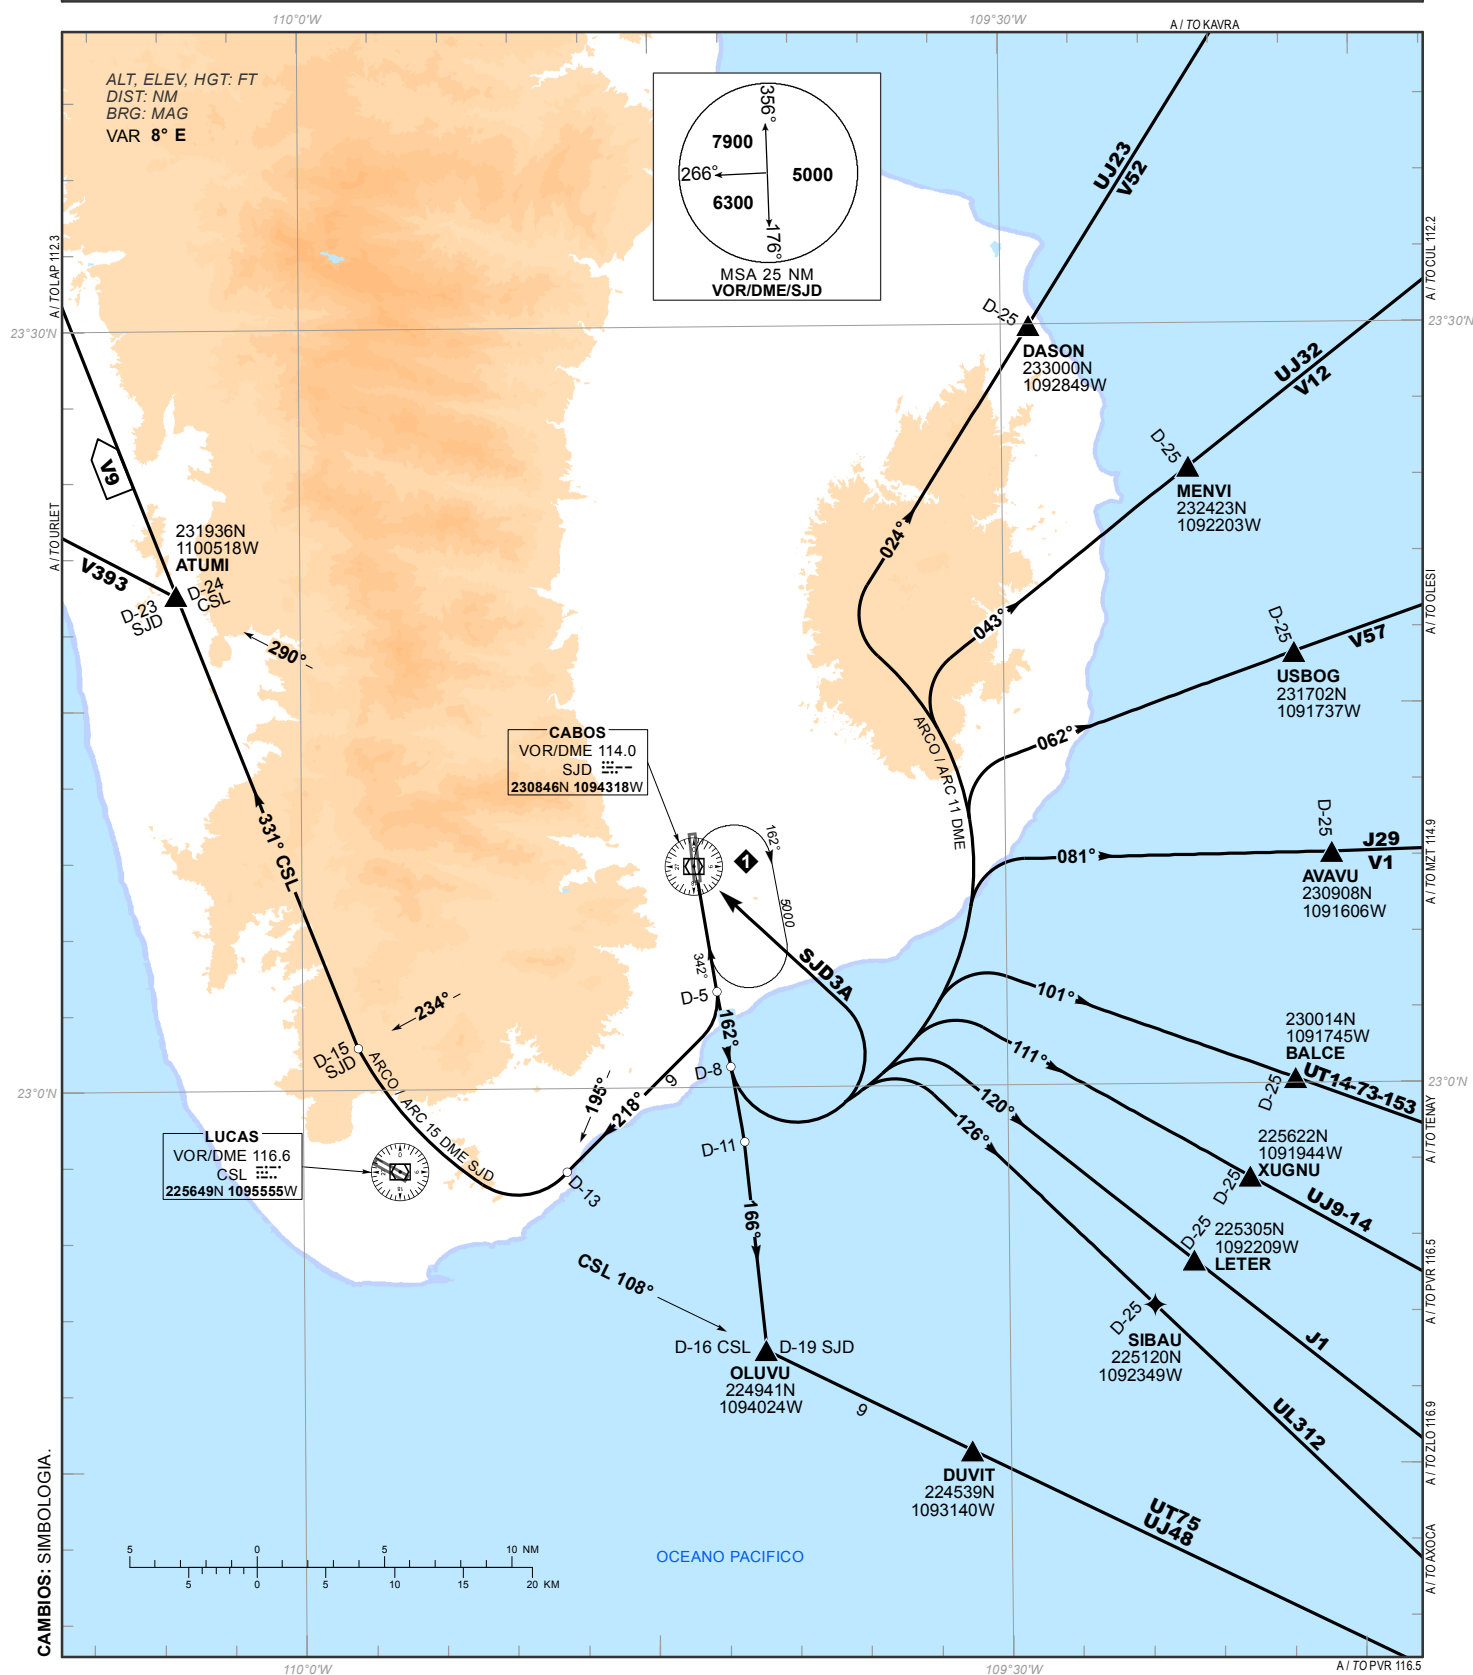 110°0'W
109°30'W
A / TO KAVRA
ALT, ELEV, HGT: FT
DIST: NM
BRG: MAG
VAR 8° E
356°
7900
266°
5000
6300
176°
MSA 25 NM
VOR/DME/SJD
UJ23
V52
A / TO LAP 112.3
A / TO CUL 112.2
23°30'N
23°30'N
D-25
DASON
233000N
1092849W
UJ32
V12
D-25
MENVI
232423N
1092203W
V9
A / TO URLET
231936N
1100518W
ATUMI
V393
D-24
CSL
D-23
SJD
024°
043°
290°
A / TO OLESI
D-25
V57
USBOG
231702N
1091737W
062°
ARCO / ARC 11 DME
CABOS
VOR/DME 114.0
SJD
230846N 1094318W
331° CSL
162°
1
5000
342°
081°
D-25
J29
V1
AVAVU
230908N
1091606W
A / TO MZT 114.9
SJD3A
D-5
162°
D-8
234°
D-15
SJD
ARCO / ARC 15 DME SJD
101°
111°
230014N
1091745W
BALCE
D-25
UT14-73-153
23°0'N
23°0'N
A / TO TENAY
195°
218°
9
120°
126°
D-11
D-13
LUCAS
VOR/DME 116.6
CSL
225649N 1095555W
225622N
1091944W
XUGNU
D-25
UJ9-14
166°
225305N
1092209W
LETER
D-25
A / TO PVR 116.5
CSL 108°
D-25
SIBAU
225120N
1092349W
J1
D-16 CSL
D-19 SJD
OLUVU
224941N
1094024W
9
UL312
A / TO ZLO 116.9
DUVIT
224539N
1093140W
UT75
UJ48
A / TO AXOCA
CAMBIOS: SIMBOLOGIA.
5 0 5 10 NM
5 0 5 10 15 20 KM
OCEANO PACIFICO
110°0'W
109°30'W
A / TO PVR 116.5